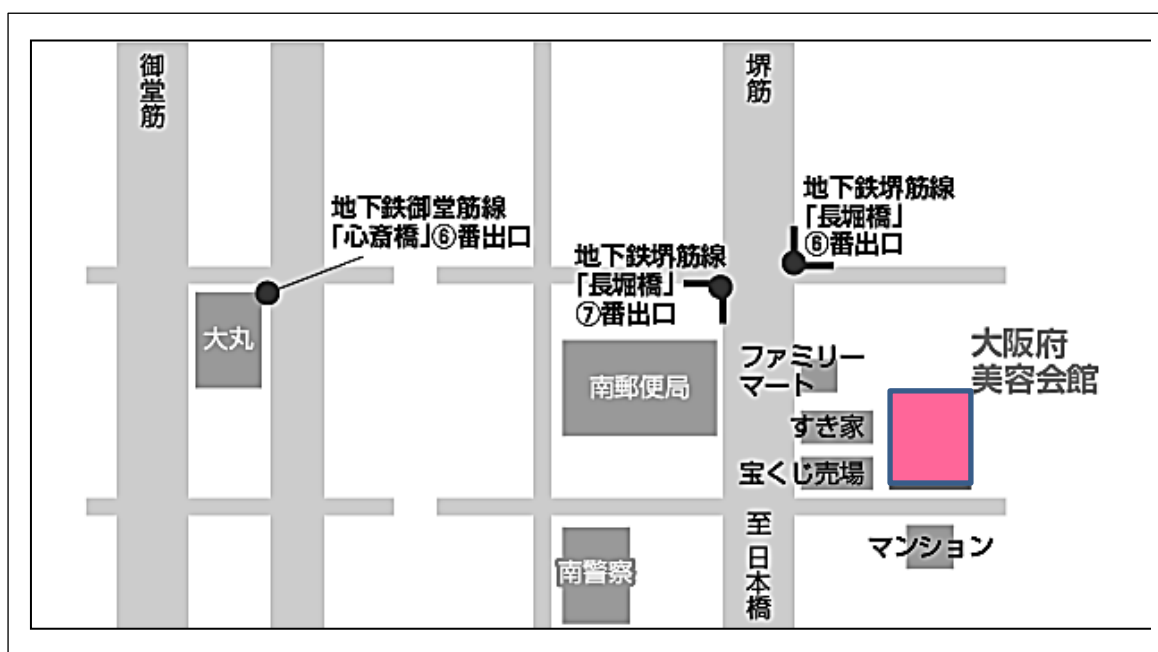 御堂筋
堺筋
地下鉄御堂筋線
「心斎橋」⑥番出口
地下鉄堺筋線
「長堀橋」
⑥番出口
地下鉄堺筋線
「長堀橋」
⑦番出口
大丸
南郵便局
ファミリー
マート
大阪府
美容会館
すき家
宝くじ売場
至日本橋
マンション
南警察